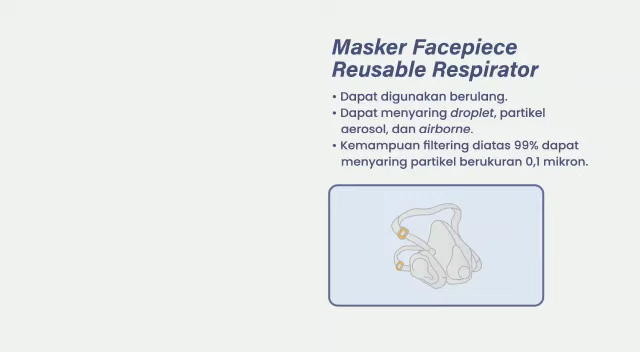 Masker Facepiece
Reusable Respirator
• Dapat digunakan berulang.
• Dapat menyaring droplet, partikel
aerosol, dan airborne.
• Kemampuan filtering diatas 99% dapat
menyaring partikel berukuran 0,1 mikron.